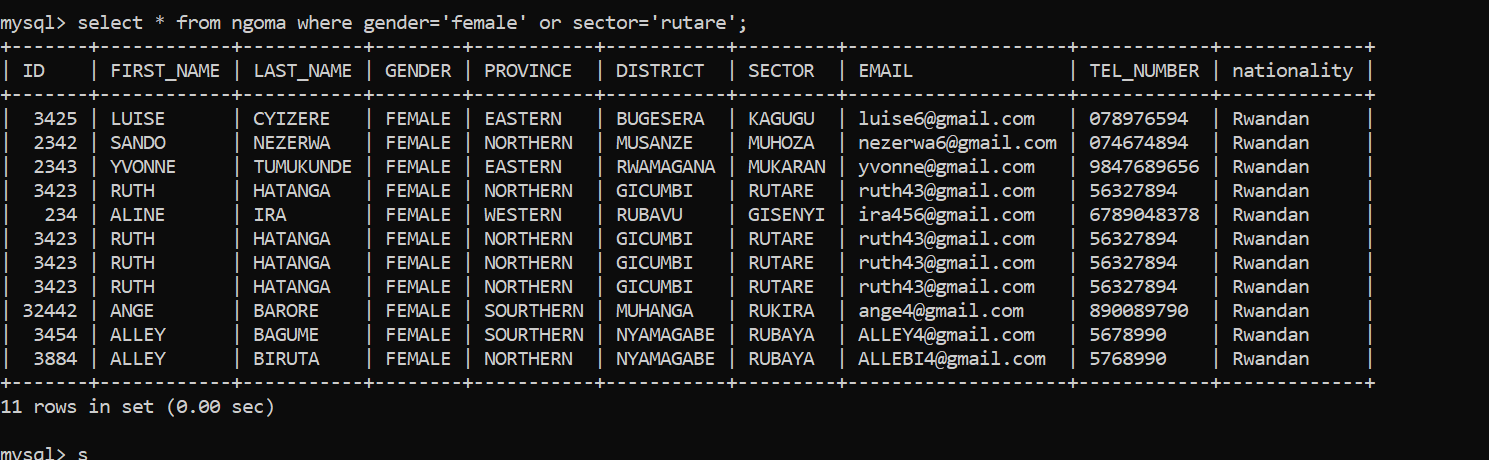 mysql> select * from ngoma where gender='female' or sector='rutare';
+-------+------------+-----------+--------+-----------+-----------+---------+--------------------+------------+-------------+
| ID    | FIRST_NAME | LAST_NAME | GENDER | PROVINCE  | DISTRICT  | SECTOR  | EMAIL              | TEL_NUMBER | nationality |
+-------+------------+-----------+--------+-----------+-----------+---------+--------------------+------------+-------------+
|  3425 | LUISE      | CYIZERE   | FEMALE | EASTERN   | BUGESERA  | KAGUGU  | luise6@gmail.com   | 078976594  | Rwandan     |
|  2342 | SANDO      | NEZERWA   | FEMALE | NORTHERN  | MUSANZE   | MUHOZA  | nezerwa6@gmail.com | 074674894  | Rwandan     |
|  2343 | YVONNE     | TUMUKUNDE | FEMALE | EASTERN   | RWAMAGANA | MUKARAN | yvonne@gmail.com   | 9847689656 | Rwandan     |
|  3423 | RUTH       | HATANGA   | FEMALE | NORTHERN  | GICUMBI   | RUTARE  | ruth43@gmail.com   | 56327894   | Rwandan     |
|   234 | ALINE      | IRA       | FEMALE | WESTERN   | RUBAVU    | GISENYI | ira456@gmail.com   | 6789048378 | Rwandan     |
|  3423 | RUTH       | HATANGA   | FEMALE | NORTHERN  | GICUMBI   | RUTARE  | ruth43@gmail.com   | 56327894   | Rwandan     |
|  3423 | RUTH       | HATANGA   | FEMALE | NORTHERN  | GICUMBI   | RUTARE  | ruth43@gmail.com   | 56327894   | Rwandan     |
|  3423 | RUTH       | HATANGA   | FEMALE | NORTHERN  | GICUMBI   | RUTARE  | ruth43@gmail.com   | 56327894   | Rwandan     |
| 32442 | ANGE       | BARORE    | FEMALE | SOURTHERN | MUHANGA   | RUKIRA  | ange4@gmail.com    | 890089790  | Rwandan     |
|  3454 | ALLEY      | BAGUME    | FEMALE | SOURTHERN | NYAMAGABE | RUBAYA  | ALLEY4@gmail.com   | 5678990    | Rwandan     |
|  3884 | ALLEY      | BIRUTA    | FEMALE | NORTHERN  | NYAMAGABE | RUBAYA  | ALLEBI4@gmail.com  | 5768990    | Rwandan     |
+-------+------------+-----------+--------+-----------+-----------+---------+--------------------+------------+-------------+
11 rows in set (0.00 sec)
mysql> s